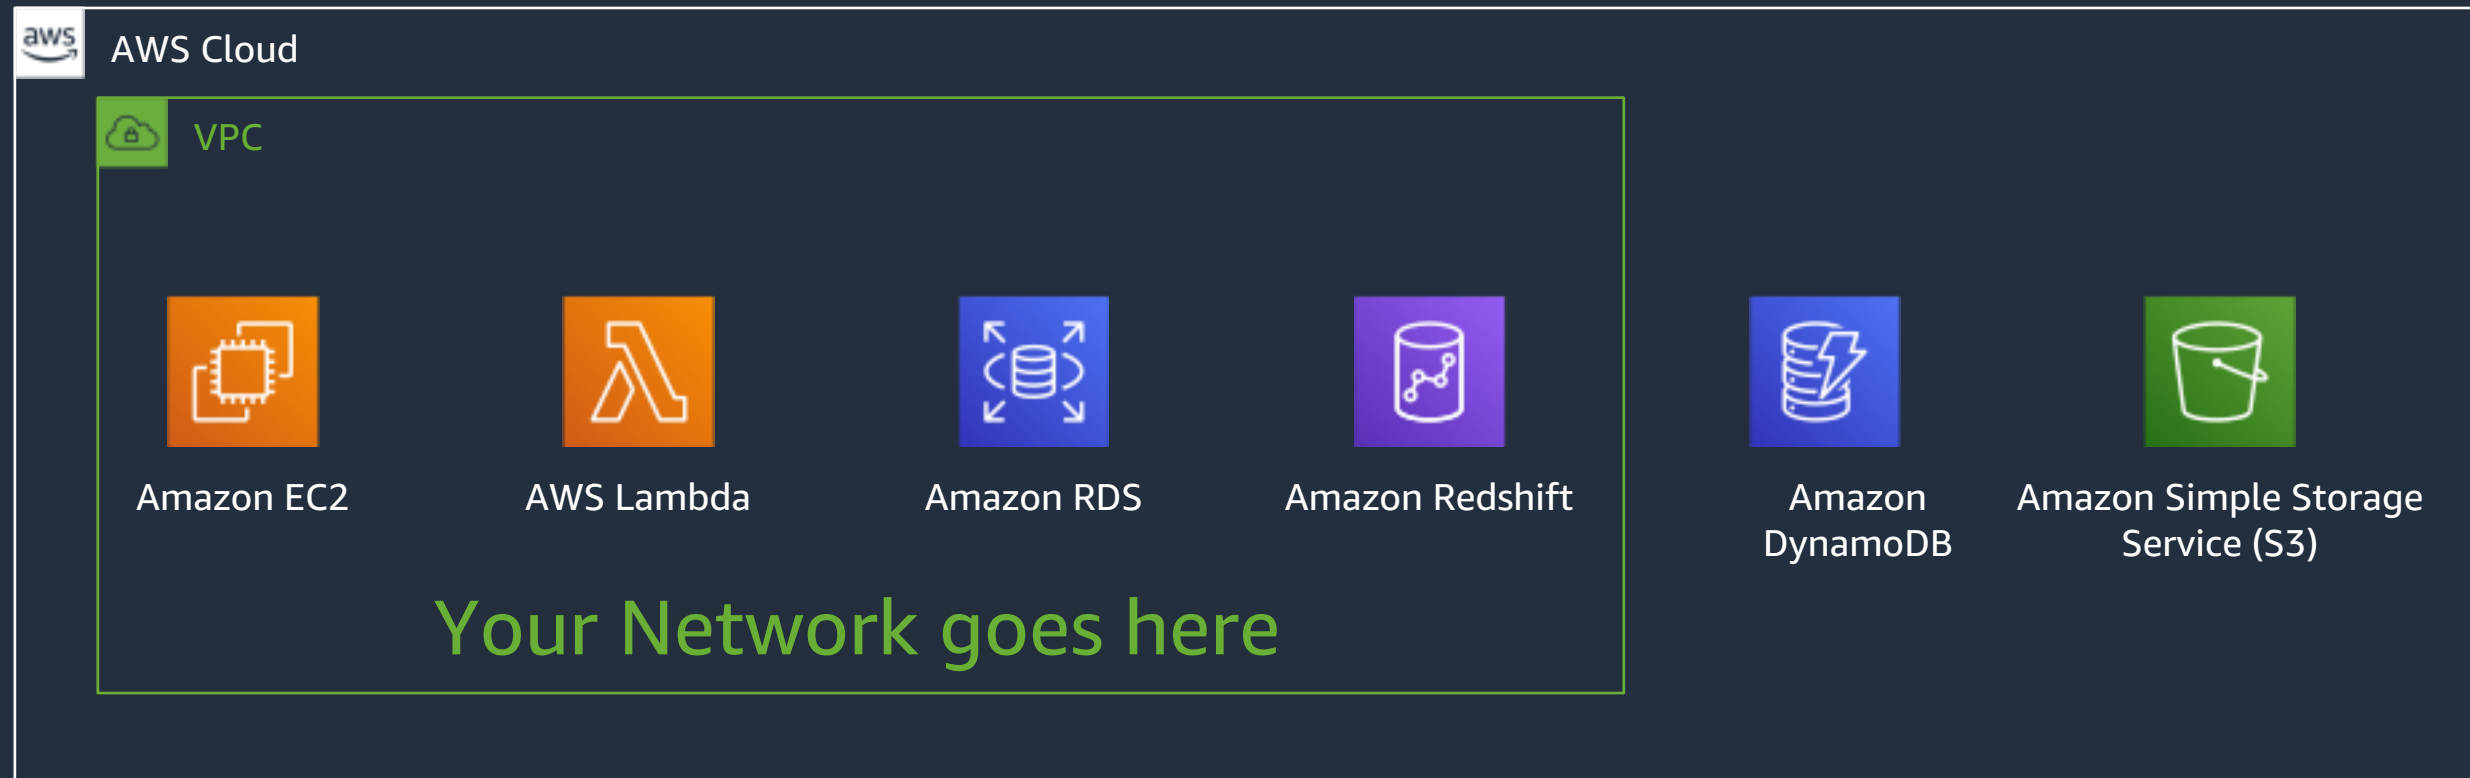 aws
AWS Cloud
VPC
Amazon EC2
AWS Lambda
Amazon RDS
Amazon Redshift
Amazon
DynamoDB
Amazon Simple Storage
Service (S3)
Your Network goes here